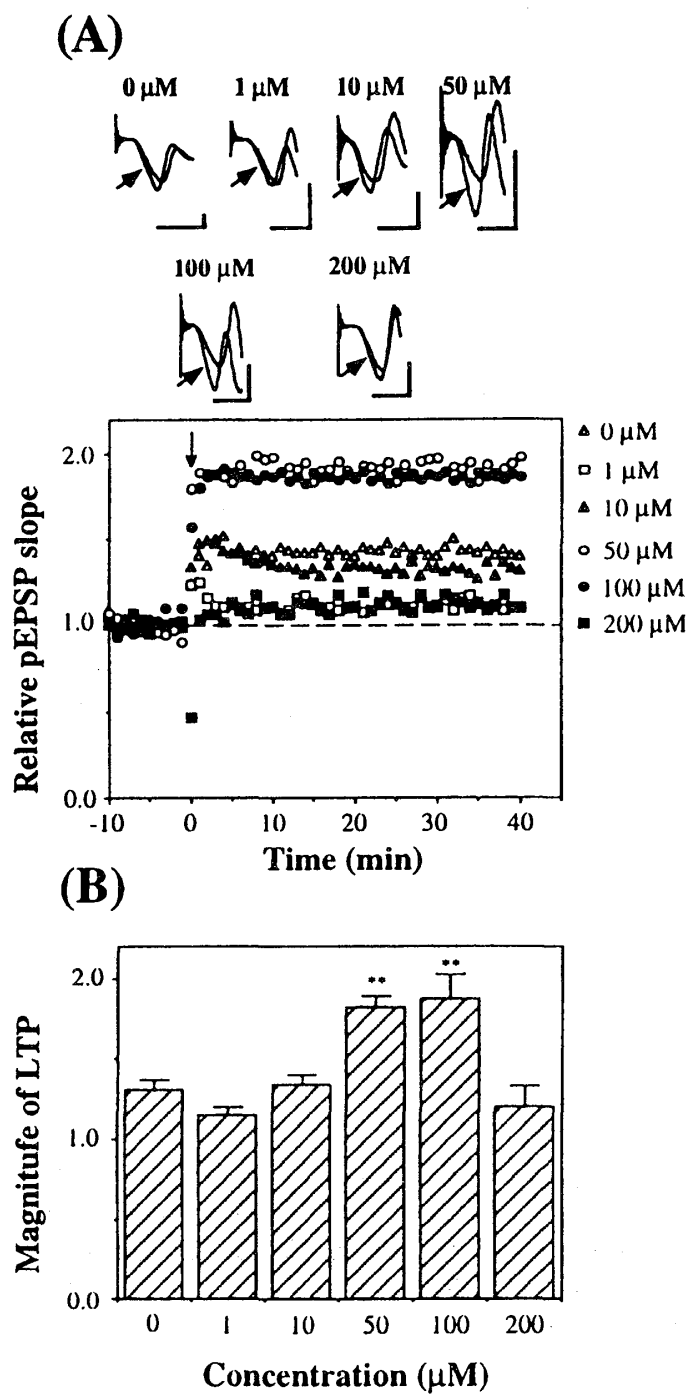 (A)
0 μM 1 μM 10 μM 50 μM
100 μM 200 μM
2.0
1.0
0.0
Relative pEPSP slope
-10 0 10 20 30 40
Time (min)
0 μM
1 μM
10 μM
50 μM
100 μM
200 μM
(B)
** **
2.0
1.0
0.0
Magnitufe of LTP
0 1 10 50 100 200
Concentration (μM)